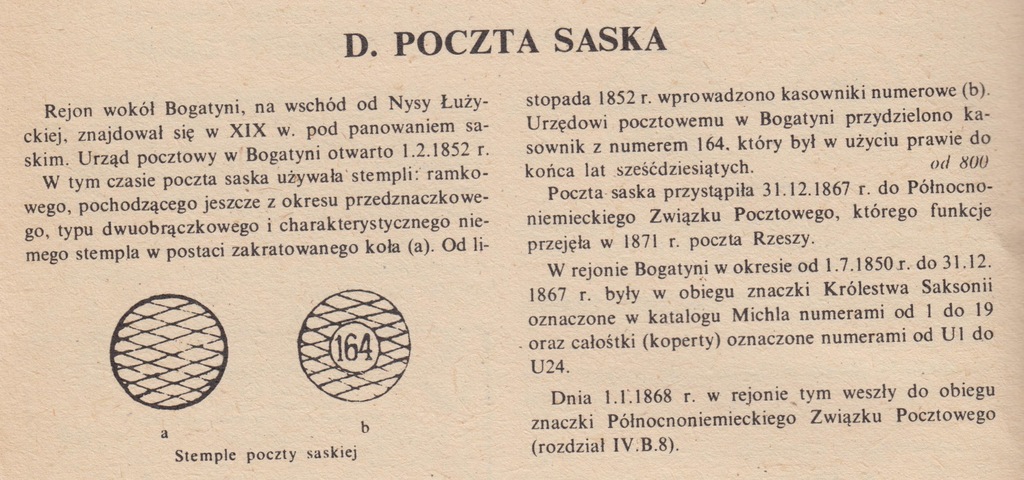 D. POCZTA SASKA
Rejon wokół Bogatyni, na wschód od Nysy Łuży-
ckiej, znajdował się w XIX w. pod panowaniem sa-
skim. Urząd pocztowy w Bogatyni otwarto 1.2.1852 r.
W tym czasie poczta saska używała stempli: ramko-
wego, pochodzącego jeszcze z okresu przedznaczkowe-
go, typu dwuobrączkowego i charakterystycznego nie-
mego stempla w postaci zakratowanego koła (a). Od li-
164
a
b
Stemple poczty saskiej
stopada 1852 r. wprowadzono kasowniki numerowe (b).
Urzędowi pocztowemu w Bogatyni przydzielono ka-
sownik z numerem 164, który był w użyciu prawie do
końca lat sześćdziesiątych. od 800
Poczta saska przystąpiła 31.12.1867 r. do Północno-
niemieckiego Związku Pocztowego, którego funkcje
przejęła w 1871 r. poczta Rzeszy.
W rejonie Bogatyni w okresie od 1.7.1850 r. do 31.12.
1867 r. były w obiegu znaczki Królestwa Saksonii
oznaczone w katalogu Michla numerami od 1 do 19
oraz całostki (koperty) oznaczone numerami od U1 do
U24.
Dnia 1.1.1868 r. w rejonie tym weszły do obiegu
znaczki Północnoniemieckiego Związku Pocztowego
(rozdział IV.B.8).